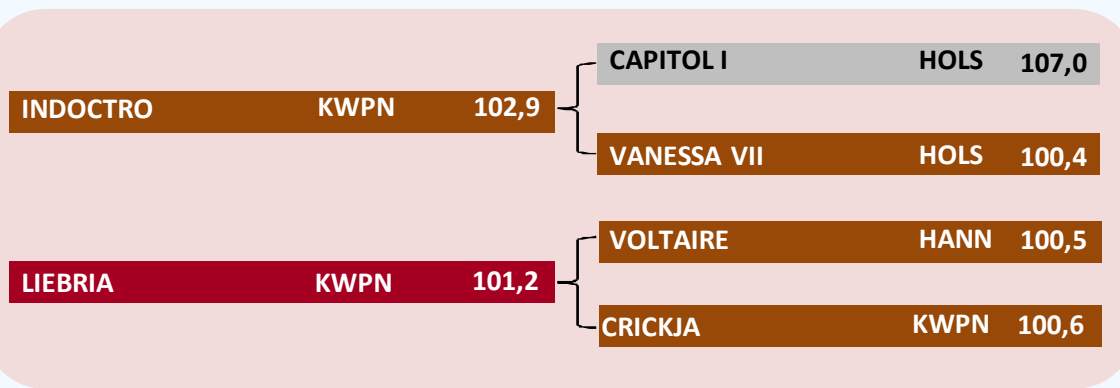 CAPITOL I HOLS 107,0
INDOCTRO KWPN 102,9
VANESSA VII HOLS 100,4
VOLTAIRE HANN 100,5
LIEBRIA KWPN 101,2
CRICKJA KWPN 100,6